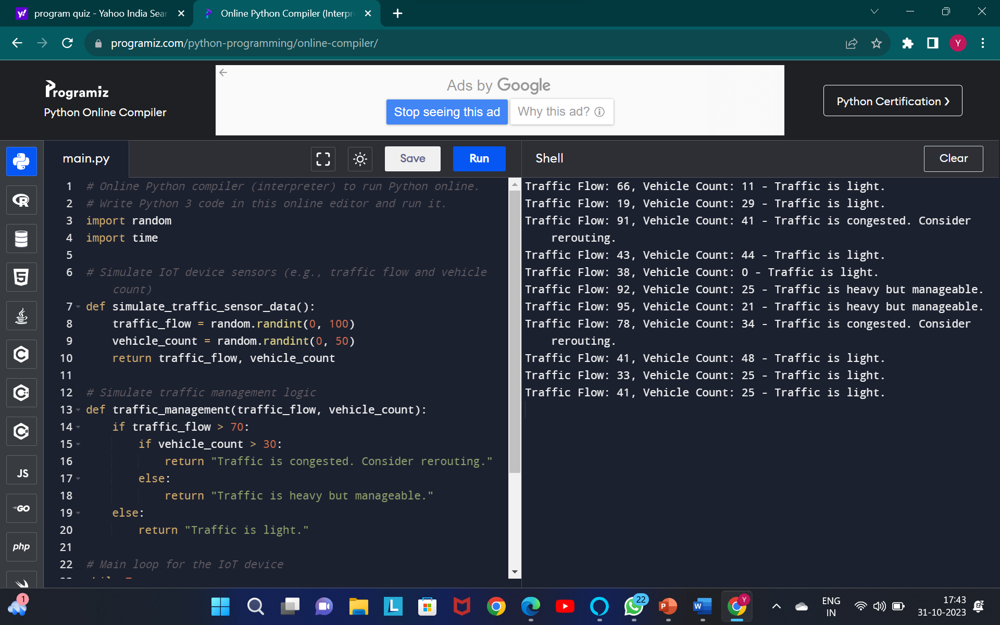 program quiz - Yahoo India Sear
Online Python Compiler (Interpr
programiz.com/python-programming/online-compiler/
Y
Programiz
Python Online Compiler
Ads by Google
Stop seeing this ad
Why this ad?
Python Certification ❯
main.py
Save
Run
Shell
Clear
1 # Online Python compiler (interpreter) to run Python online.
2 # Write Python 3 code in this online editor and run it.
3 import random
4 import time
5
6 # Simulate IoT device sensors (e.g., traffic flow and vehicle
count)
7 def simulate_traffic_sensor_data():
8 traffic_flow = random.randint(0, 100)
9 vehicle_count = random.randint(0, 50)
10 return traffic_flow, vehicle_count
11
12 # Simulate traffic management logic
13 def traffic_management(traffic_flow, vehicle_count):
14 if traffic_flow > 70:
15 if vehicle_count > 30:
16 return "Traffic is congested. Consider rerouting."
17 else:
18 return "Traffic is heavy but manageable."
19 else:
20 return "Traffic is light."
21
22 # Main loop for the IoT device
Traffic Flow: 66, Vehicle Count: 11 - Traffic is light.
Traffic Flow: 19, Vehicle Count: 29 - Traffic is light.
Traffic Flow: 91, Vehicle Count: 41 - Traffic is congested. Consider
rerouting.
Traffic Flow: 43, Vehicle Count: 44 - Traffic is light.
Traffic Flow: 38, Vehicle Count: 0 - Traffic is light.
Traffic Flow: 92, Vehicle Count: 25 - Traffic is heavy but manageable.
Traffic Flow: 95, Vehicle Count: 21 - Traffic is heavy but manageable.
Traffic Flow: 78, Vehicle Count: 34 - Traffic is congested. Consider
rerouting.
Traffic Flow: 41, Vehicle Count: 48 - Traffic is light.
Traffic Flow: 33, Vehicle Count: 25 - Traffic is light.
Traffic Flow: 41, Vehicle Count: 25 - Traffic is light.
R
5
C
C++
C#
JS
GO
php
1
L
22
P
W
Y
ENG
IN
17:43
31-10-2023